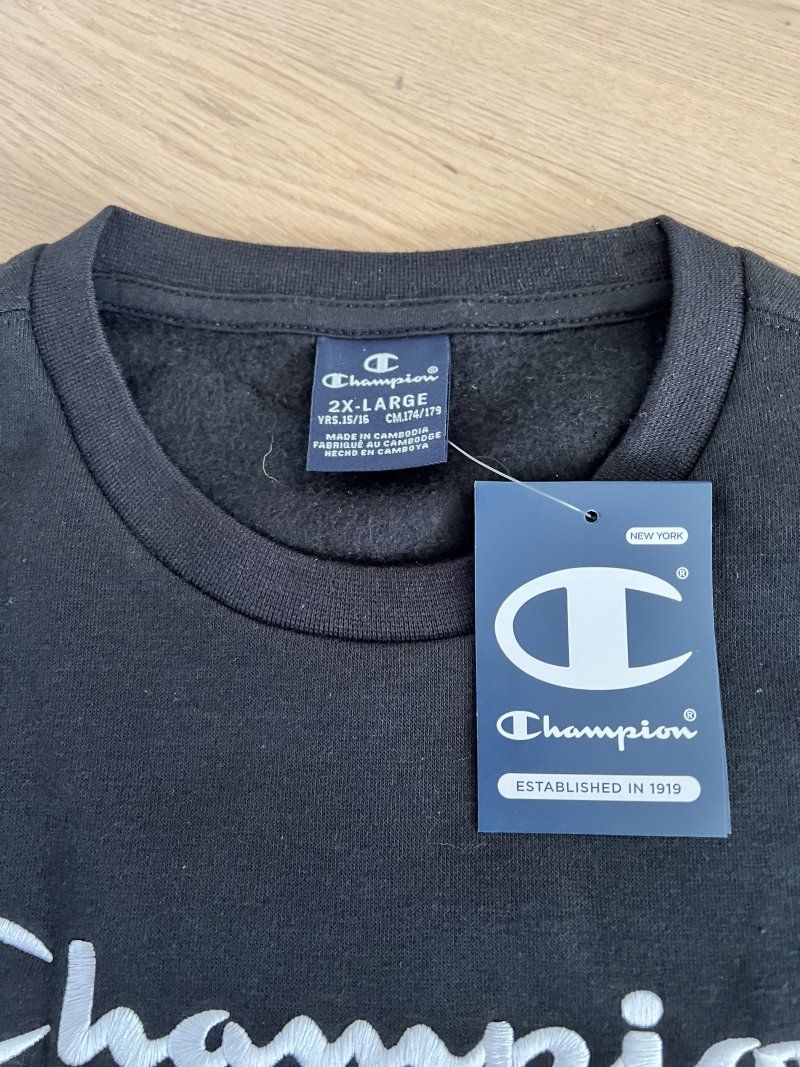 Champion®
2X-LARGE
YRS.15/16 CM.174/179
MADE IN CAMBODIA
FABRIQUÉ AU CAMBODGE
HECHO EN CAMBOYA
NEW YORK
®
Champion®
ESTABLISHED IN 1919
Champio